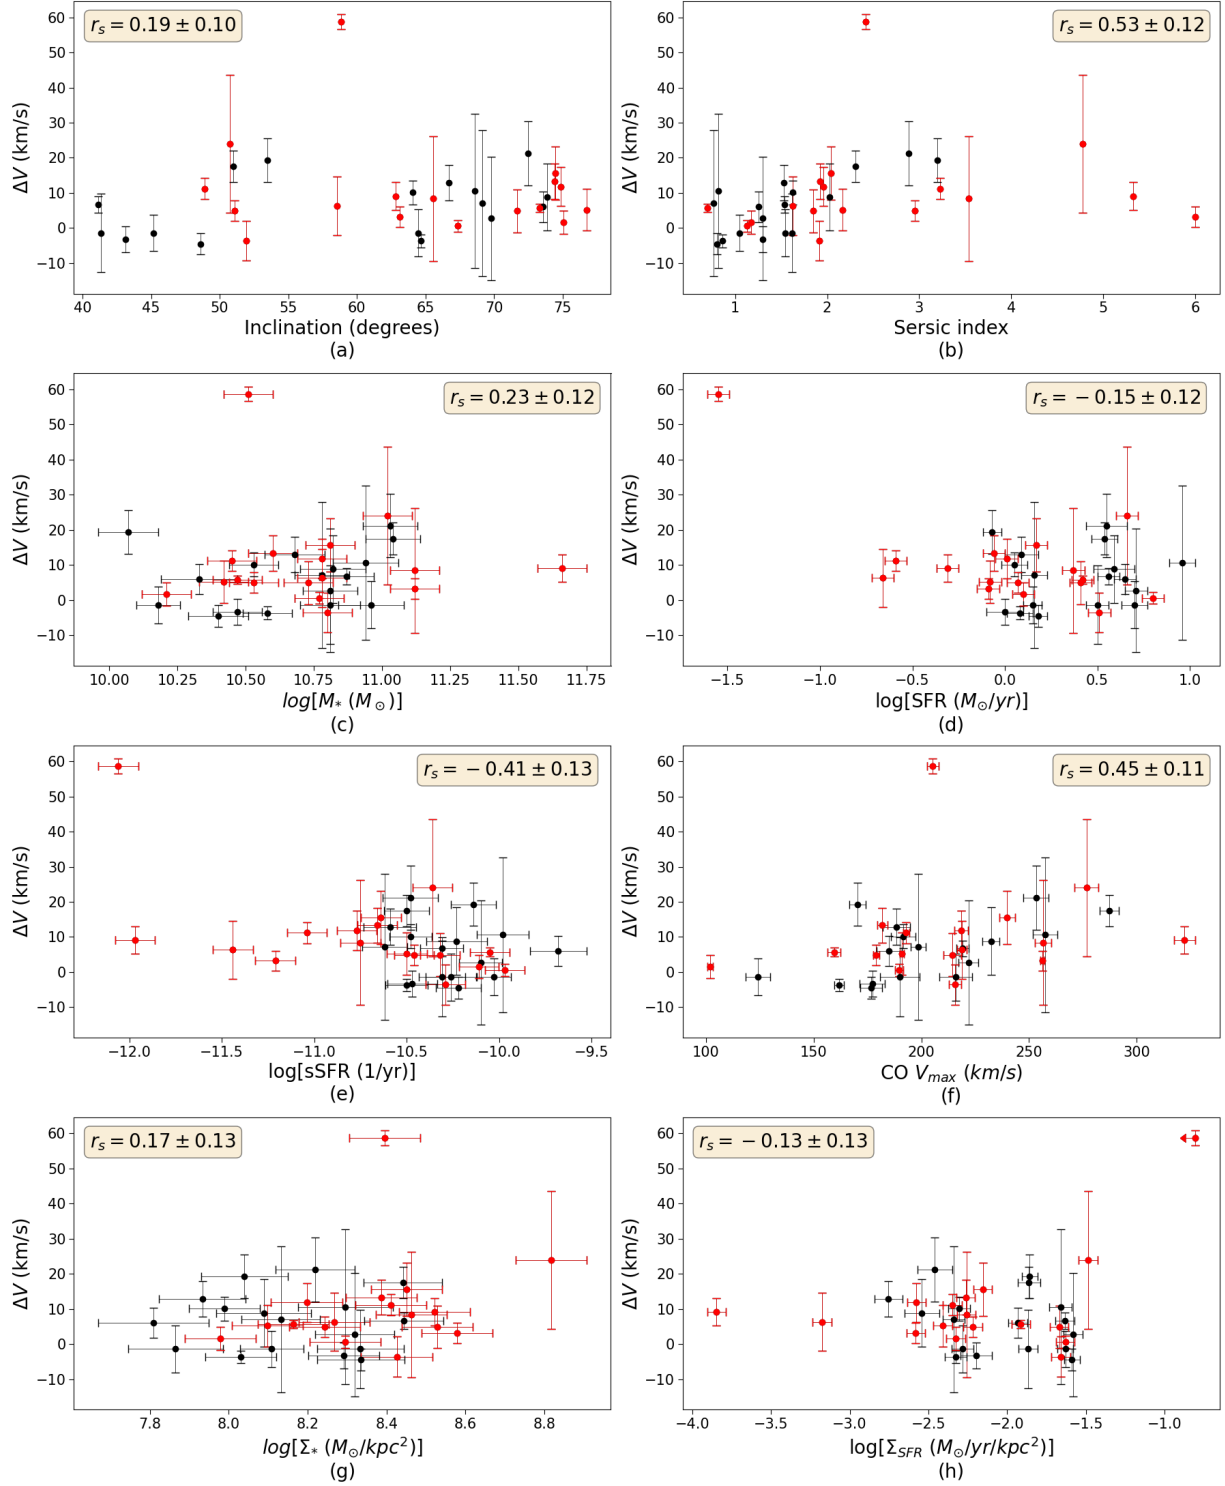 r_s = 0.19 ± 0.10
r_s = 0.53 ± 0.12
60
50
40
30
20
10
0
−10
ΔV (km/s)
40 45 50 55 60 65 70 75
Inclination (degrees)
(a)
60
50
40
30
20
10
0
−10
ΔV (km/s)
1 2 3 4 5 6
Sersic index
(b)
r_s = 0.23 ± 0.12
60
50
40
30
20
10
0
−10
ΔV (km/s)
10.00 10.25 10.50 10.75 11.00 11.25 11.50 11.75
log[M_* (M_⊙)]
(c)
r_s = −0.15 ± 0.12
60
50
40
30
20
10
0
−10
ΔV (km/s)
−1.5 −1.0 −0.5 0.0 0.5 1.0
log[SFR (M_⊙/yr)]
(d)
r_s = −0.41 ± 0.13
60
50
40
30
20
10
0
−10
ΔV (km/s)
−12.0 −11.5 −11.0 −10.5 −10.0 −9.5
log[sSFR (1/yr)]
(e)
r_s = 0.45 ± 0.11
60
50
40
30
20
10
0
−10
ΔV (km/s)
100 150 200 250 300
CO V_max (km/s)
(f)
r_s = 0.17 ± 0.13
60
50
40
30
20
10
0
−10
ΔV (km/s)
7.8 8.0 8.2 8.4 8.6 8.8
log[Σ_* (M_⊙/kpc²)]
(g)
r_s = −0.13 ± 0.13
60
50
40
30
20
10
0
−10
ΔV (km/s)
−4.0 −3.5 −3.0 −2.5 −2.0 −1.5 −1.0
log[Σ_SFR (M_⊙/yr/kpc²)]
(h)